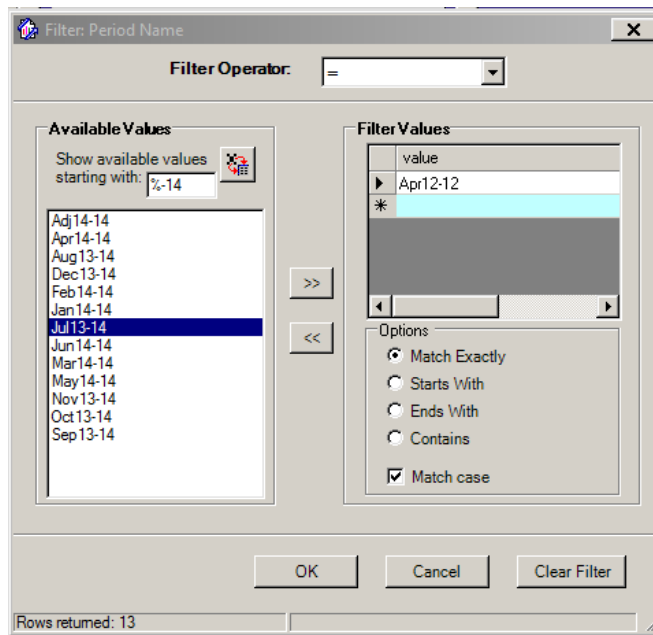 Filter: Period Name
Filter Operator: =
Available Values
Show available values
starting with: %-14
Adj14-14
Apr14-14
Aug13-14
Dec13-14
Feb14-14
Jan14-14
Jul13-14
Jun14-14
Mar14-14
May14-14
Nov13-14
Oct13-14
Sep13-14
>>
<<
Filter Values
value
Apr12-12
Options
Match Exactly
Starts With
Ends With
Contains
Match case
OK Cancel Clear Filter
Rows returned: 13